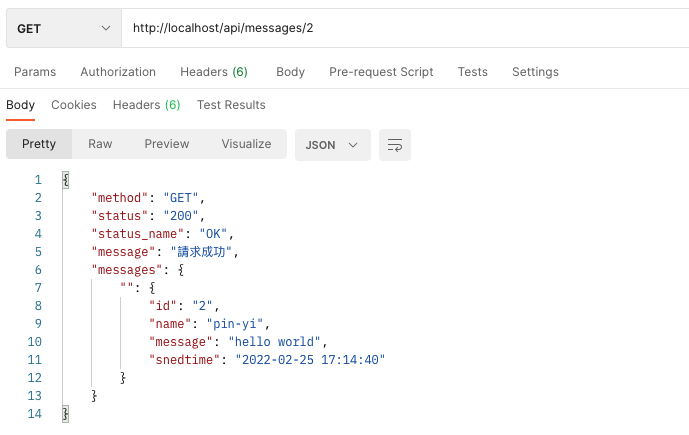 GET http://localhost/api/messages/2
Params Authorization Headers (6) Body Pre-request Script Tests Settings
Body Cookies Headers (6) Test Results
Pretty Raw Preview Visualize JSON
1 {
2 "method": "GET",
3 "status": "200",
4 "status_name": "OK",
5 "message": "請求成功",
6 "messages": {
7 "": {
8 "id": "2",
9 "name": "pin-yi",
10 "message": "hello world",
11 "snedtime": "2022-02-25 17:14:40"
12 }
13 }
14 }